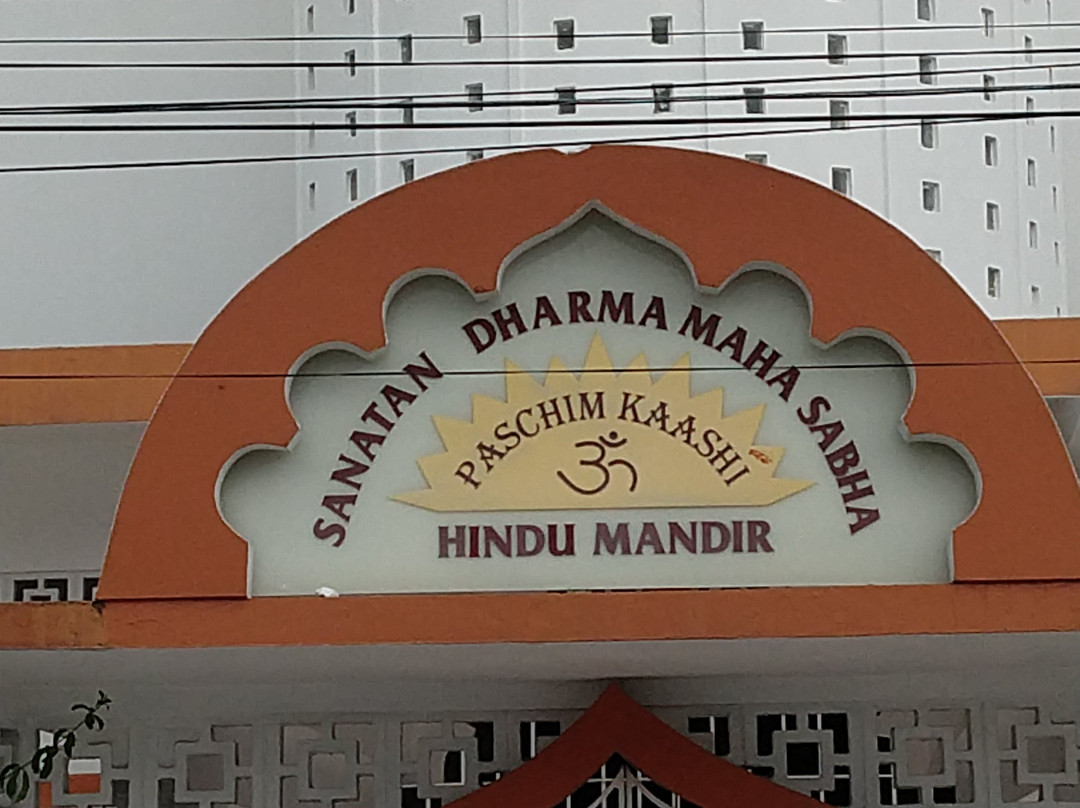 SANATAN DHARMA MAHA SABHA
PASCHIM KAASHI
ॐ
HINDU MANDIR